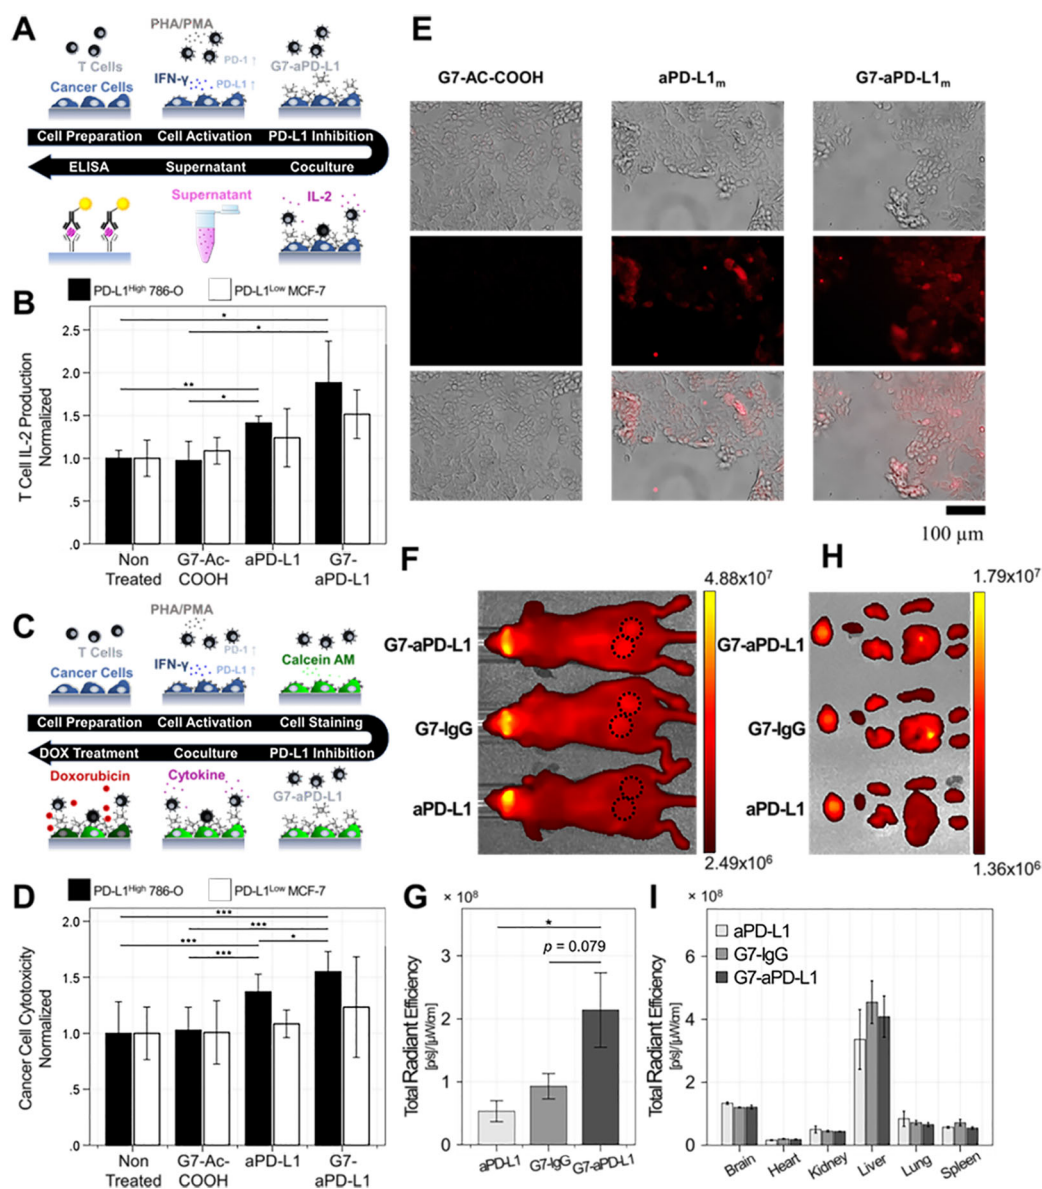 A
PHA/PMA
T Cells
PD-1 ↑
G7-aPD-L1
Cancer Cells
IFN-γ
PD-L1 ↑
Cell Preparation
Cell Activation
PD-L1 Inhibition
ELISA
Supernatant
Coculture
Supernatant
IL-2
B
PD-L1High 786-O
PD-L1Low MCF-7
T Cell IL-2 Production
Normalized
2.5
2.0
1.5
1.0
.5
.0
*
*
**
*
Non
Treated
G7-Ac-
COOH
aPD-L1
G7-
aPD-L1
C
PHA/PMA
T Cells
PD-1 ↑
Cancer Cells
IFN-γ
PD-L1 ↑
Calcein AM
Cell Preparation
Cell Activation
Cell Staining
DOX Treatment
Coculture
PD-L1 Inhibition
Doxorubicin
Cytokine
G7-aPD-L1
D
PD-L1High 786-O
PD-L1Low MCF-7
Cancer Cell Cytotoxicity
Normalized
2.0
1.5
1.0
.5
.0
***
***
***
*
***
Non
Treated
G7-Ac-
COOH
aPD-L1
G7-
aPD-L1
E
G7-AC-COOH
aPD-L1m
G7-aPD-L1m
100 μm
F
4.88x10⁷
G7-aPD-L1
G7-IgG
aPD-L1
2.49x10⁶
H
1.79x10⁷
G7-aPD-L1
G7-IgG
aPD-L1
1.36x10⁶
G
× 10⁸
Total Radiant Efficiency
[p/s]/[μW/cm]
4
3
2
1
0
*
p = 0.079
aPD-L1
G7-IgG
G7-aPD-L1
I
× 10⁸
Total Radiant Efficiency
[p/s]/[μW/cm]
6
4
2
0
aPD-L1
G7-IgG
G7-aPD-L1
Brain
Heart
Kidney
Liver
Lung
Spleen